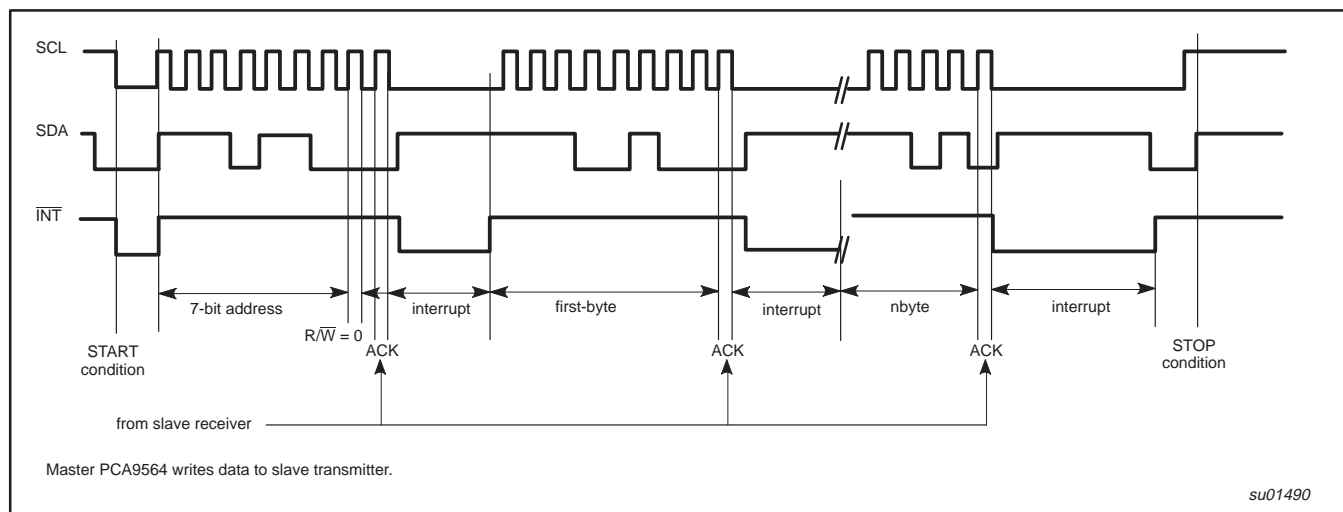 SCL
SDA
I̅N̅T̅
7-bit address
interrupt
first-byte
interrupt
nbyte
interrupt
R/W̅ = 0
START
condition
ACK
ACK
ACK
STOP
condition
from slave receiver
Master PCA9564 writes data to slave transmitter.
su01490